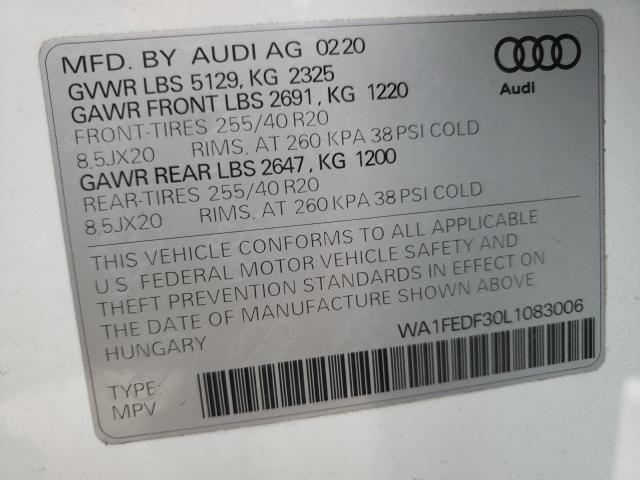 MFD. BY AUDI AG 0220
GVWR LBS 5129, KG 2325
GAWR FRONT LBS 2691, KG 1220
FRONT-TIRES 255/40 R20
8,5JX20 RIMS, AT 260 KPA 38 PSI COLD
GAWR REAR LBS 2647, KG 1200
REAR-TIRES 255/40 R20
8,5JX20 RIMS, AT 260 KPA 38 PSI COLD
Audi
THIS VEHICLE CONFORMS TO ALL APPLICABLE
U.S. FEDERAL MOTOR VEHICLE SAFETY AND
THEFT PREVENTION STANDARDS IN EFFECT ON
THE DATE OF MANUFACTURE SHOWN ABOVE.
HUNGARY
WA1FEDF30L1083006
TYPE:
MPV